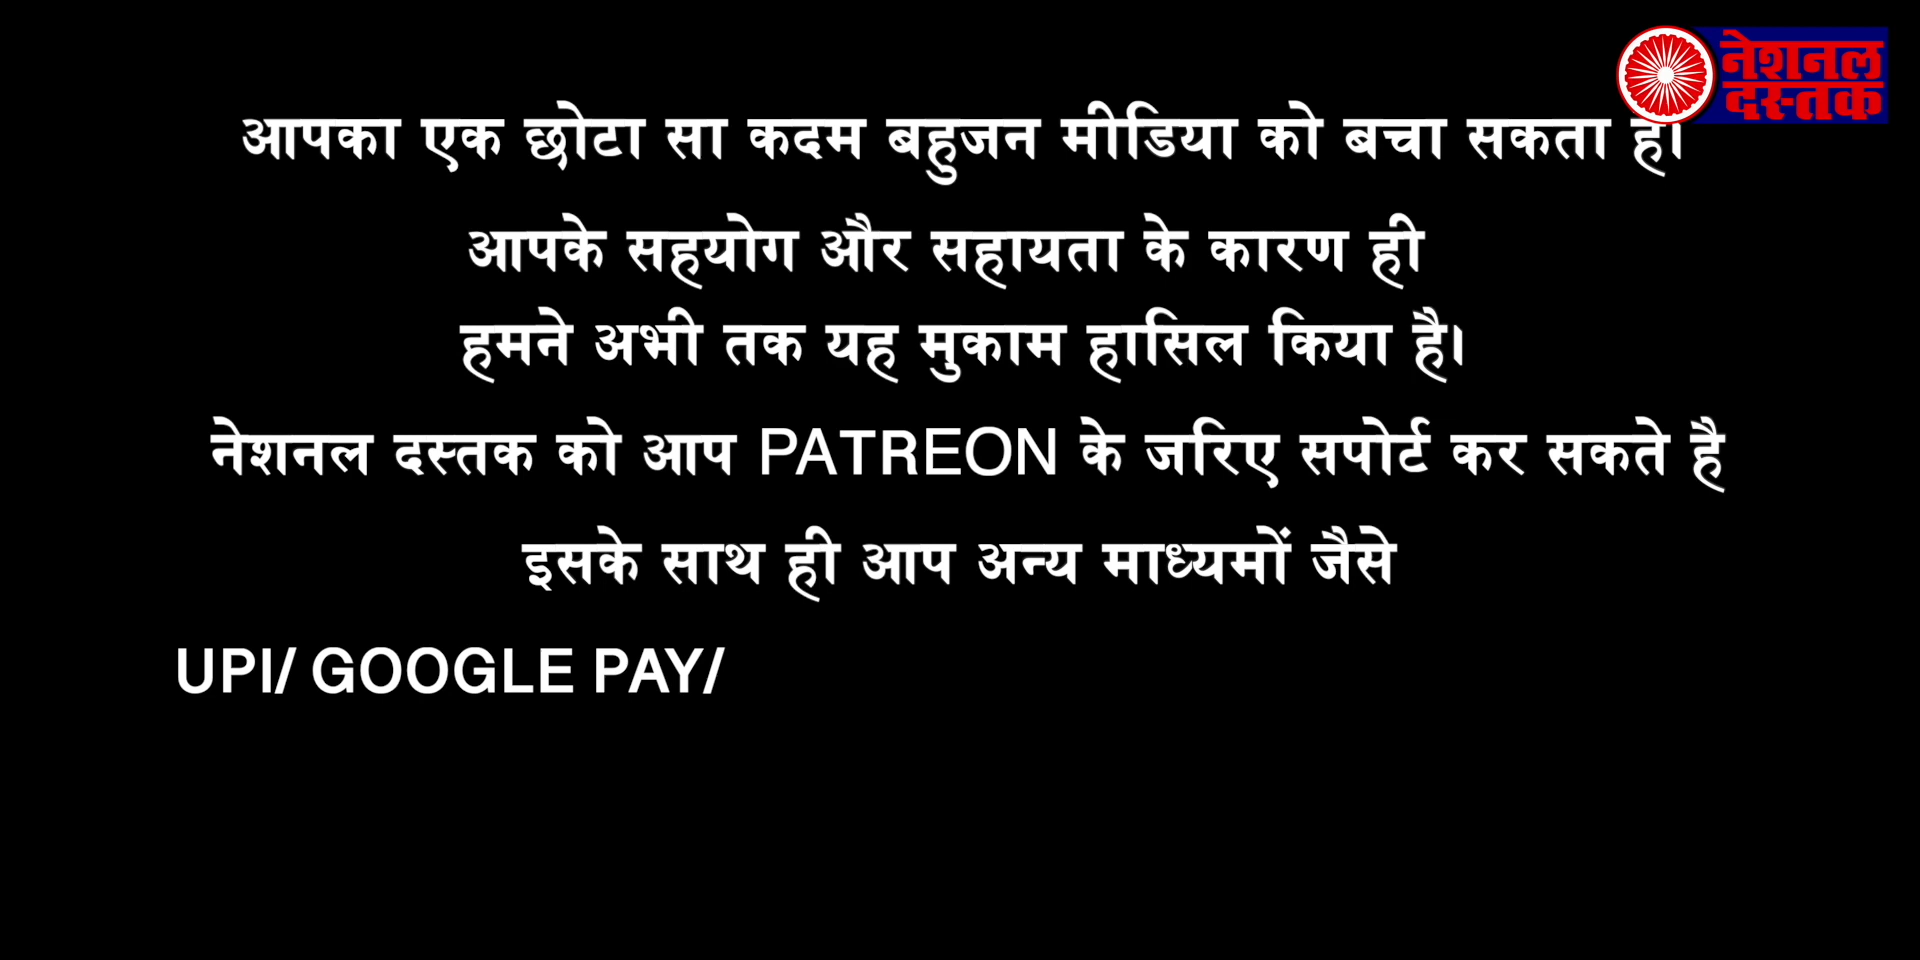 नेशनल
दस्तक
आपका एक छोटा सा कदम बहुजन मीडिया को बचा सकता है।
आपके सहयोग और सहायता के कारण ही
हमने अभी तक यह मुकाम हासिल किया है।
नेशनल दस्तक को आप PATREON के जरिए सपोर्ट कर सकते है
इसके साथ ही आप अन्य माध्यमों जैसे
UPI/ GOOGLE PAY/